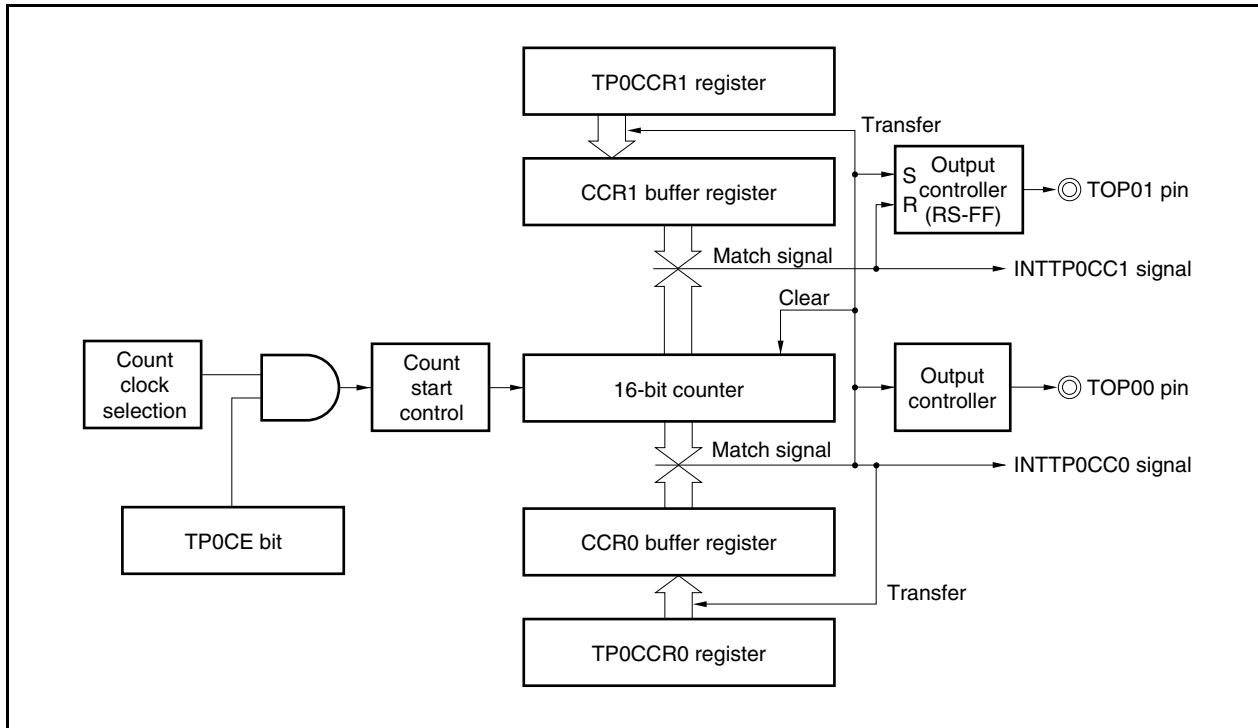 TP0CCR1 register
Transfer
CCR1 buffer register
S
R
Output
controller
(RS-FF)
TOP01 pin
Match signal
INTTP0CC1 signal
Clear
Count
clock
selection
Count
start
control
16-bit counter
Output
controller
TOP00 pin
Match signal
INTTP0CC0 signal
TP0CE bit
CCR0 buffer register
Transfer
TP0CCR0 register